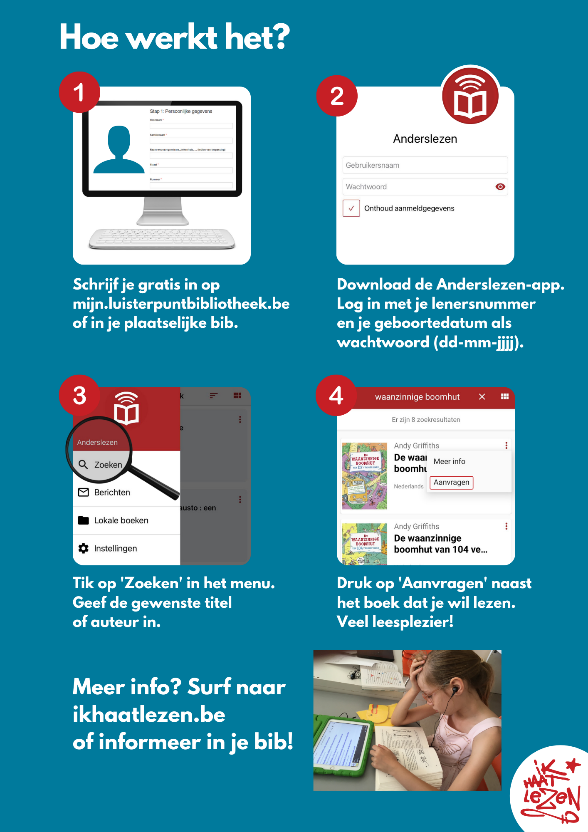 Hoe werkt het?
1
Stap 1: Persoonlijke gegevens
Schrijf je gratis in op
mijn.luisterpuntbibliotheek.be
of in je plaatselijke bib.
2
Anderslezen
Gebruikersnaam
Wachtwoord
Onthoud aanmeldgegevens
Download de Anderslezen-app.
Log in met je lenersnummer
en je geboortedatum als
wachtwoord (dd-mm-jjjj).
3
k
Anderslezen
Zoeken
Berichten
Lokale boeken
Instellingen
austo : een
Tik op 'Zoeken' in het menu.
Geef de gewenste titel
of auteur in.
4
waanzinnige boomhut
Er zijn 8 zoekresultaten
Andy Griffiths
De waan
boomhu
Nederlands
Meer info
Aanvragen
WAANZINNIGE
BOOMHUT
Andy Griffiths
De waanzinnige
boomhut van 104 ve...
WAANZINNIGE
BOOMHUT
Druk op 'Aanvragen' naast
het boek dat je wil lezen.
Veel leesplezier!
Meer info? Surf naar
ikhaatlezen.be
of informeer in je bib!
iK
HAAT
LEZEN